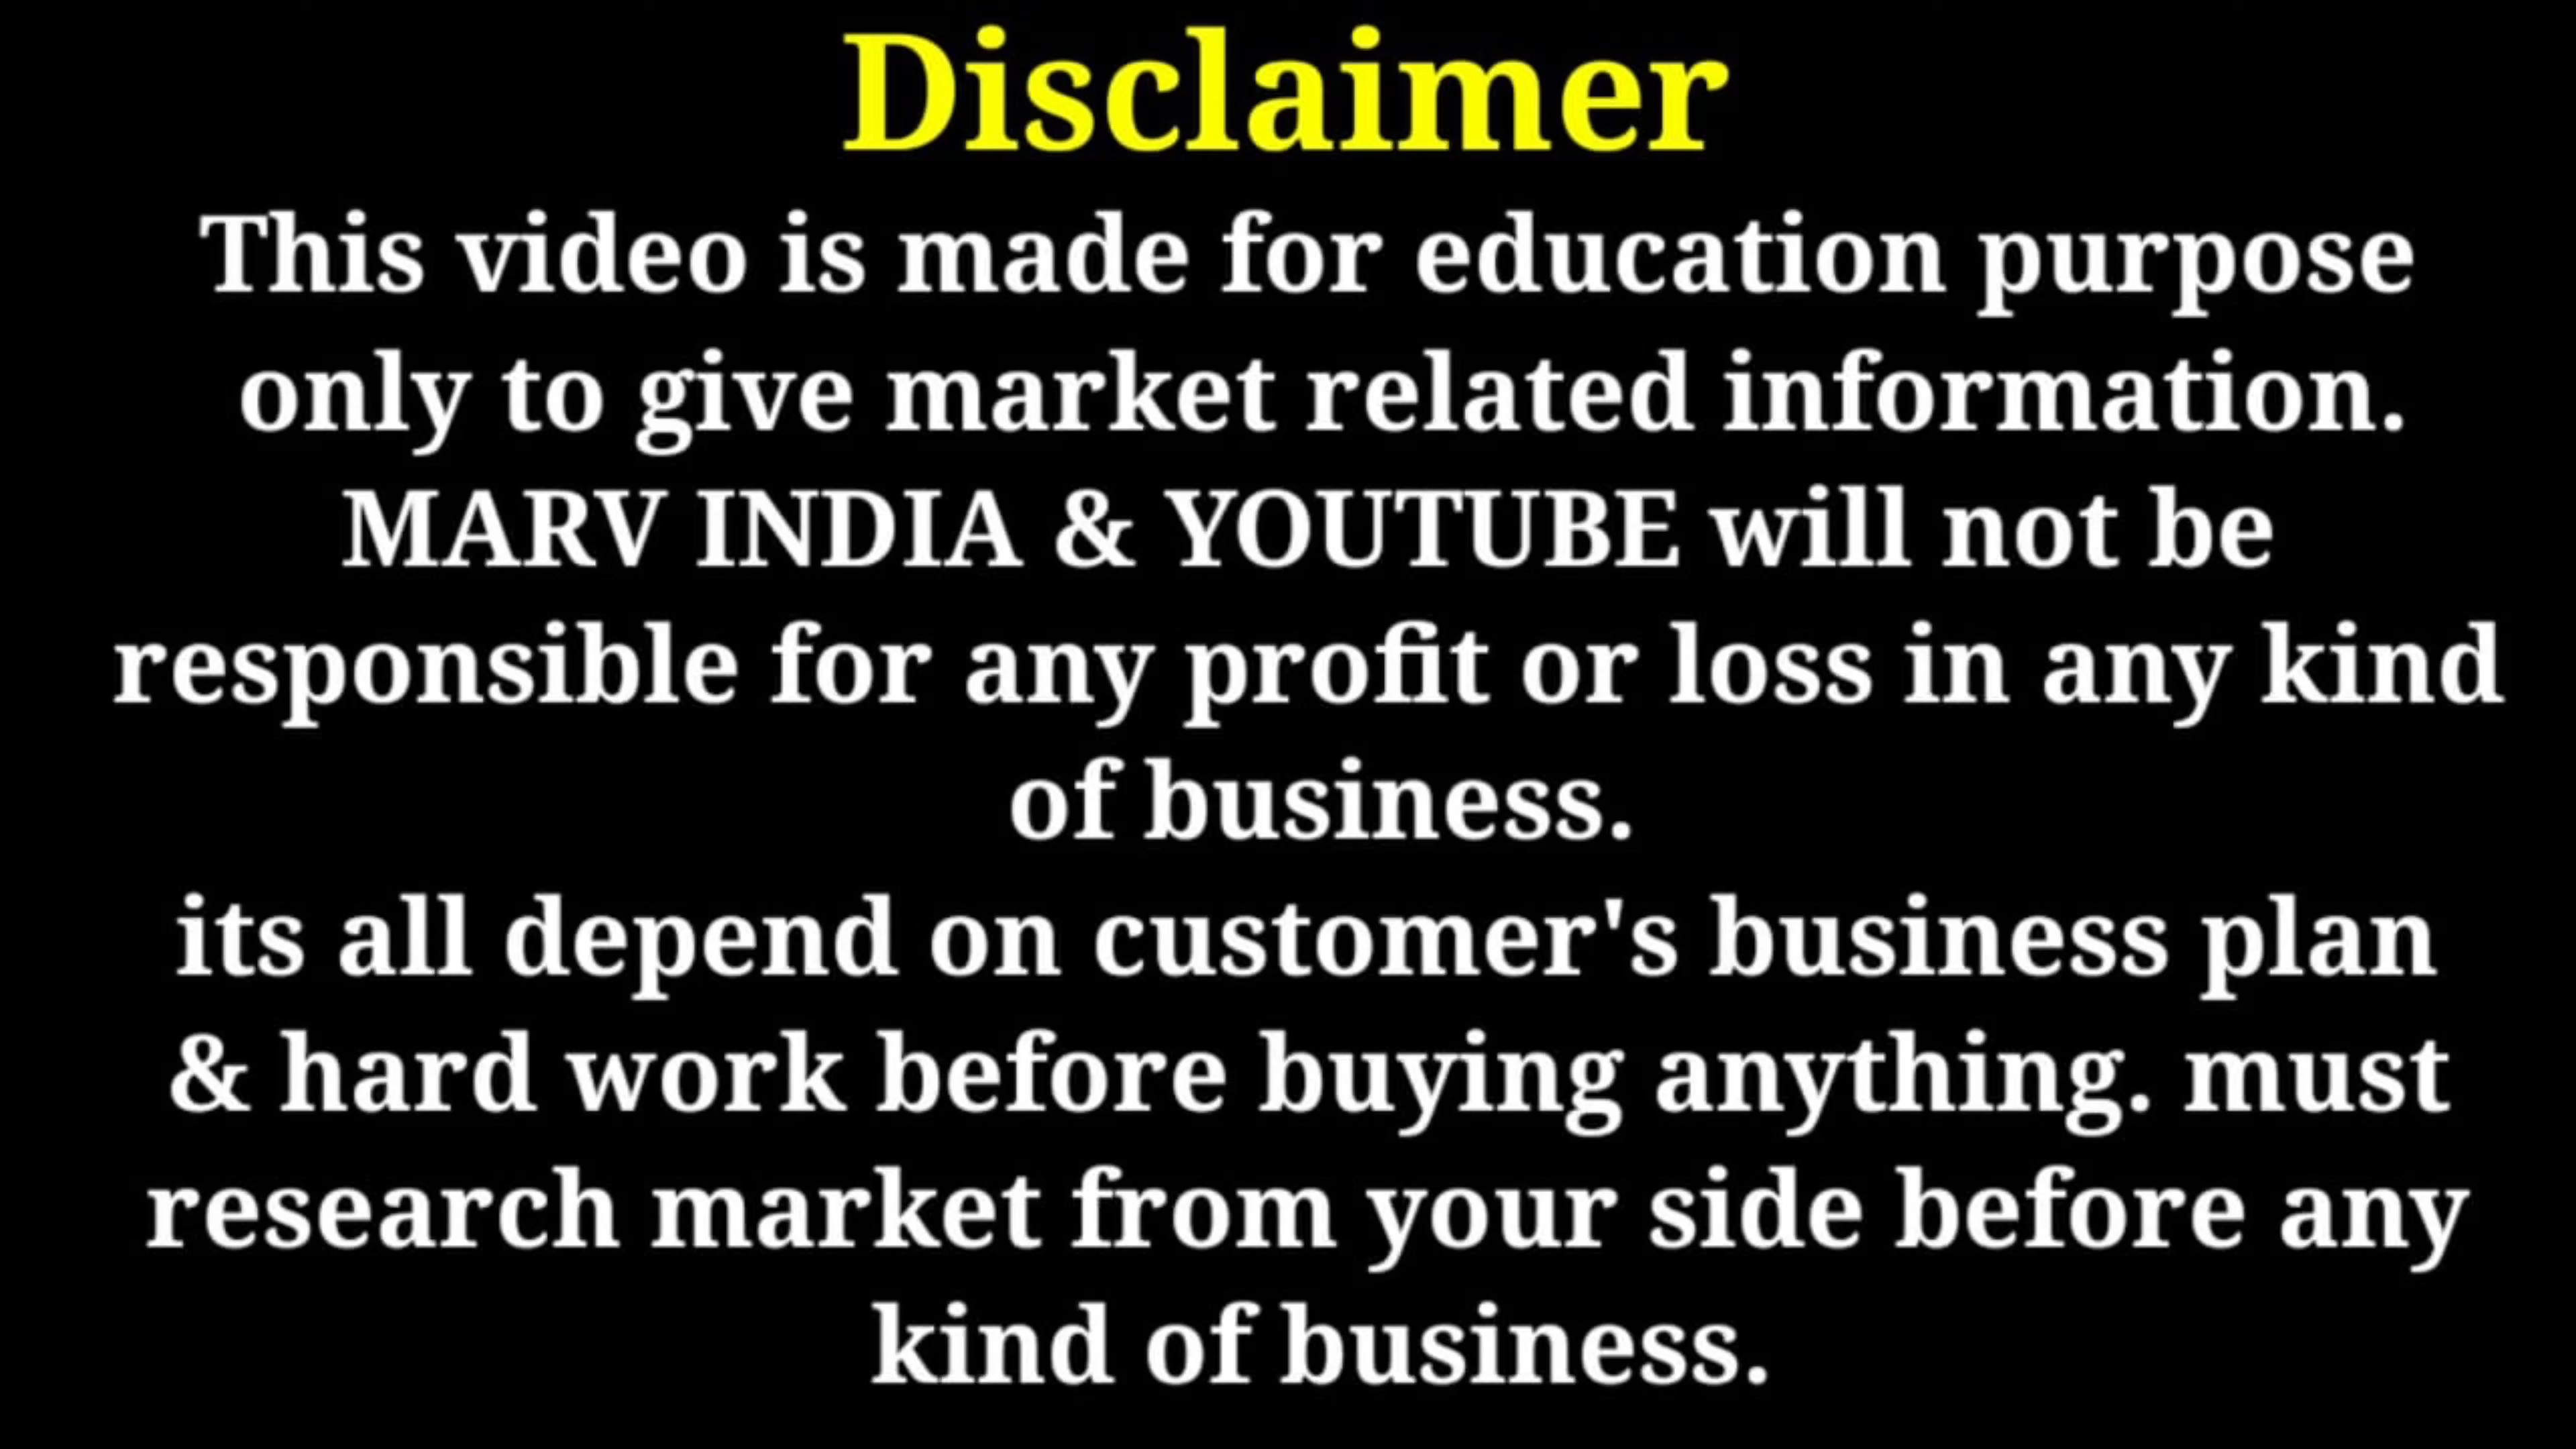 Disclaimer
This video is made for education purpose
only to give market related information.
MARV INDIA & YOUTUBE will not be
responsible for any profit or loss in any kind
of business.
its all depend on customer's business plan
& hard work before buying anything. must
research market from your side before any
kind of business.